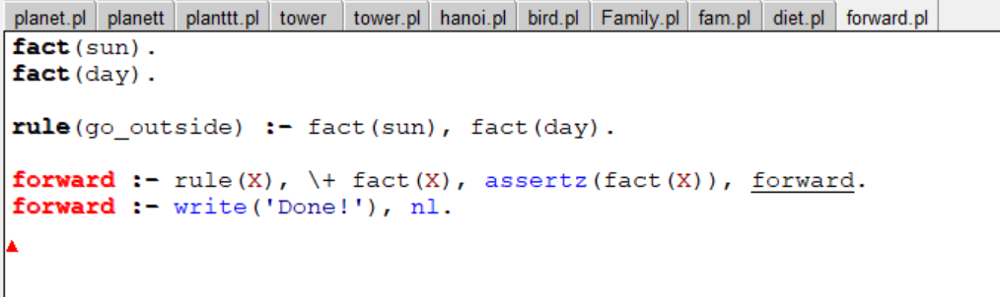 planet.pl planett planttt.pl tower tower.pl hanoi.pl bird.pl Family.pl fam.pl diet.pl forward.pl
fact(sun).
fact(day).
rule(go_outside) :- fact(sun), fact(day).
forward :- rule(X), \+ fact(X), assertz(fact(X)), forward.
forward :- write('Done!'), nl.